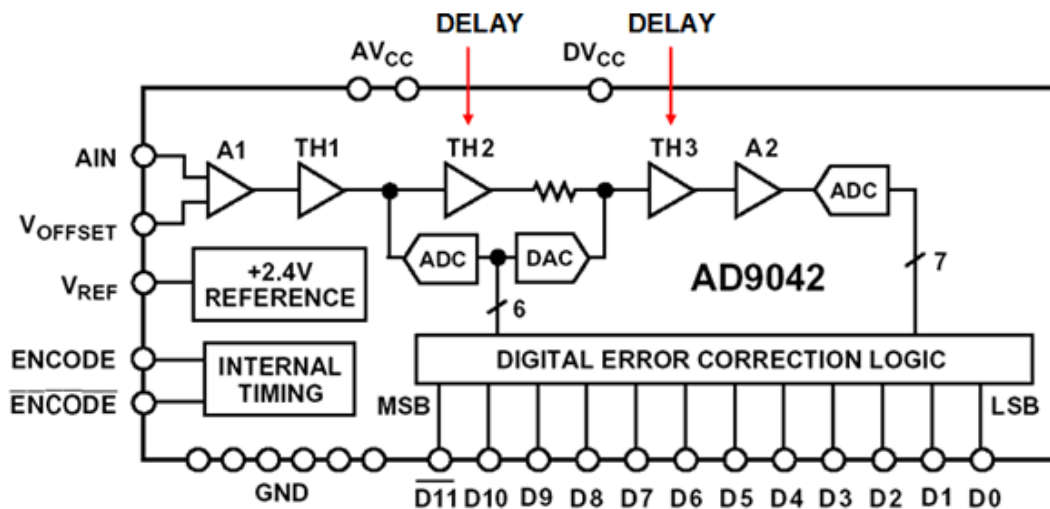 DELAY DELAY
AVCC DVCC
AIN A1 TH1 TH2 TH3 A2
ADC
VOFFSET
ADC DAC
AD9042
7
VREF +2.4V
REFERENCE
6
ENCODE INTERNAL
TIMING
ENCODE
DIGITAL ERROR CORRECTION LOGIC
MSB LSB
GND D11 D10 D9 D8 D7 D6 D5 D4 D3 D2 D1 D0